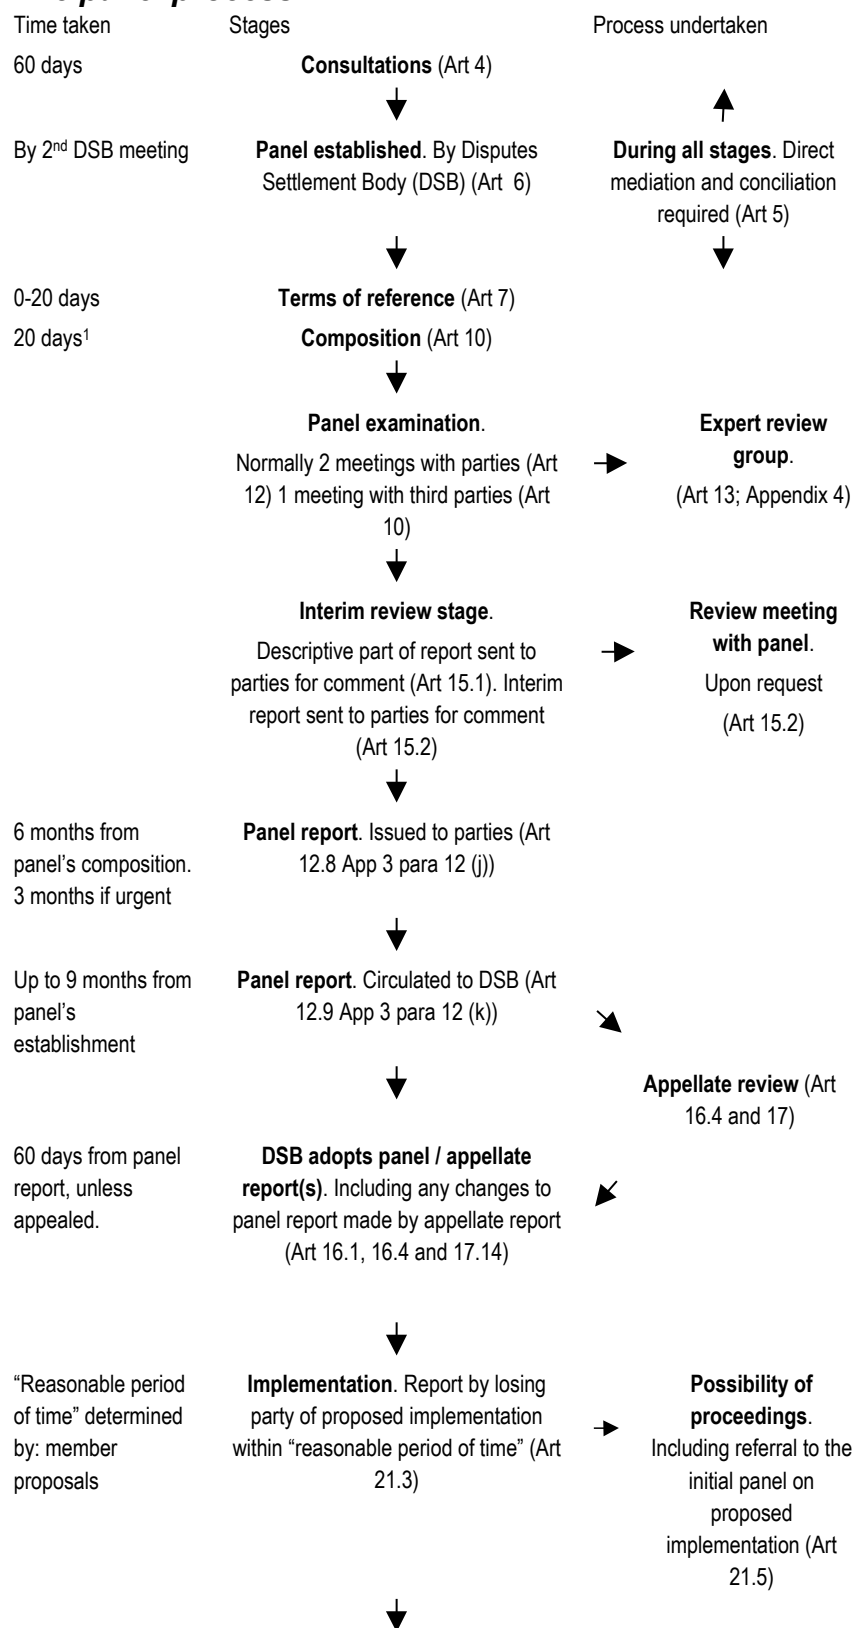 Time taken Stages Process undertaken
60 days Consultations (Art 4)
By 2nd DSB meeting Panel established. By Disputes During all stages. Direct
Settlement Body (DSB) (Art 6) mediation and conciliation
required (Art 5)
0-20 days Terms of reference (Art 7)
20 days1 Composition (Art 10)
Panel examination. Expert review
group.
Normally 2 meetings with parties (Art
12) 1 meeting with third parties (Art
10)
(Art 13; Appendix 4)
Interim review stage. Review meeting
with panel.
Descriptive part of report sent to
parties for comment (Art 15.1). Interim
report sent to parties for comment
(Art 15.2)
Upon request
(Art 15.2)
6 months from
panel's composition.
3 months if urgent
Panel report. Issued to parties (Art
12.8 App 3 para 12 (j))
Up to 9 months from
panel's
establishment
Panel report. Circulated to DSB (Art
12.9 App 3 para 12 (k))
Appellate review (Art
16.4 and 17)
60 days from panel
report, unless
appealed.
DSB adopts panel / appellate
report(s). Including any changes to
panel report made by appellate report
(Art 16.1, 16.4 and 17.14)
"Reasonable period
of time" determined
by: member
proposals
Implementation. Report by losing
party of proposed implementation
within "reasonable period of time" (Art
21.3)
Possibility of
proceedings.
Including referral to the
initial panel on
proposed
implementation (Art
21.5)